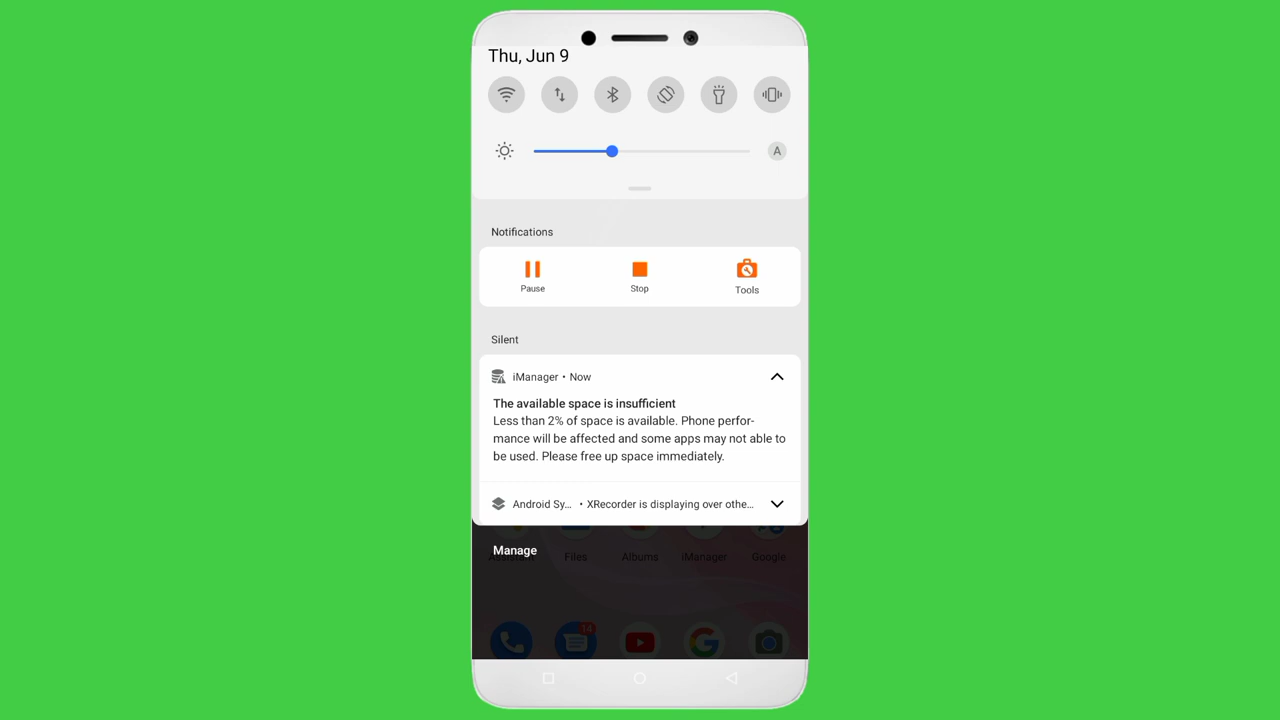 Thu, Jun 9
A
Notifications
Pause
Stop
Tools
Silent
iManager • Now
The available space is insufficient
Less than 2% of space is available. Phone perfor-
mance will be affected and some apps may not able to
be used. Please free up space immediately.
Android Sy... • XRecorder is displaying over othe...
Manage
Assistant Files Albums iManager Google
14